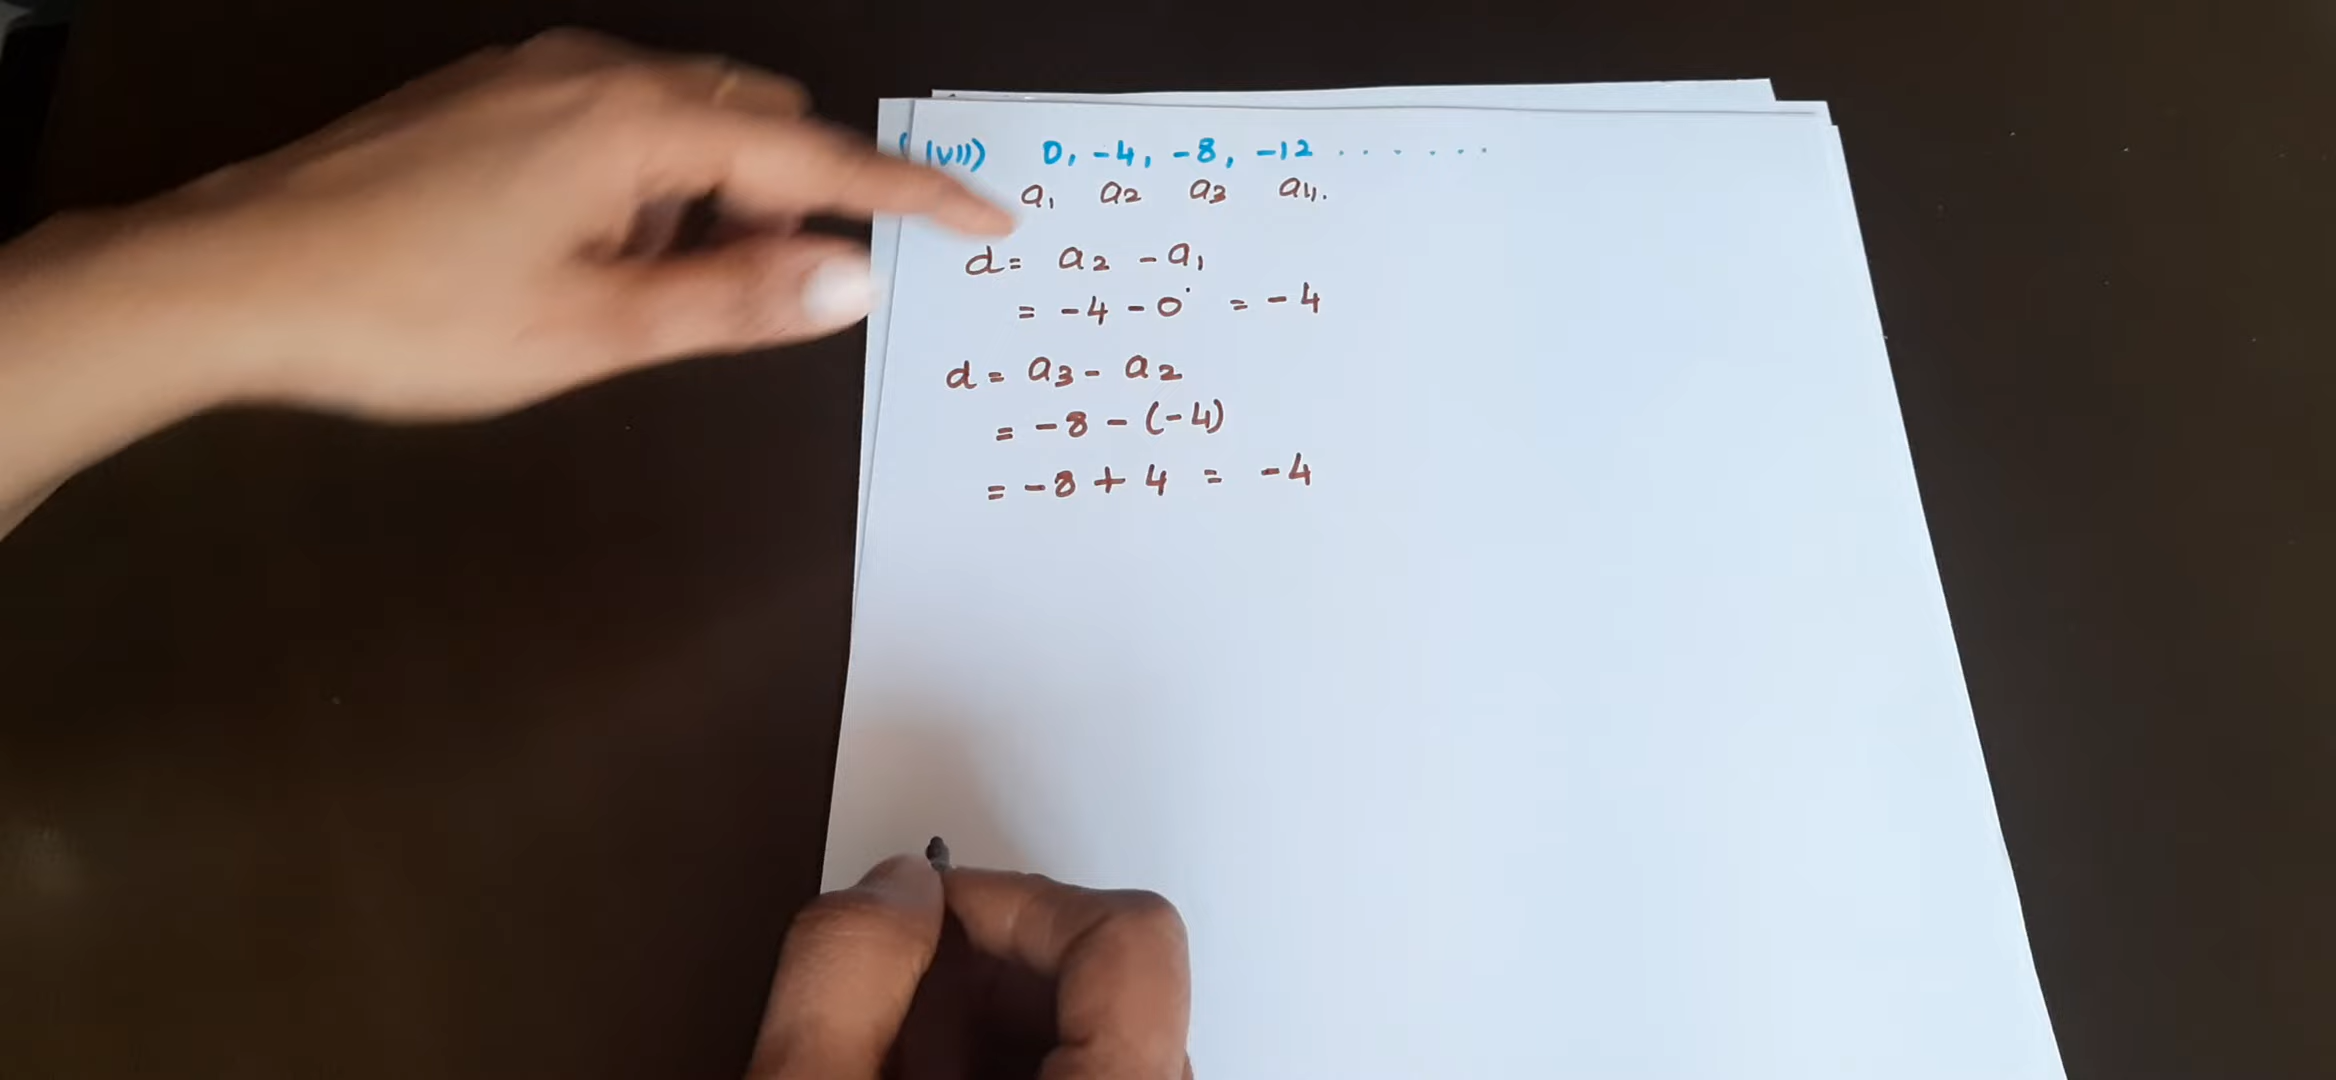 (vii) 0, -4, -8, -12 . . . . . .
a₁ a₂ a₃ a₄.
d = a₂ - a₁
= -4 - 0 = -4
d = a₃ - a₂
= -8 - (-4)
= -8 + 4 = -4